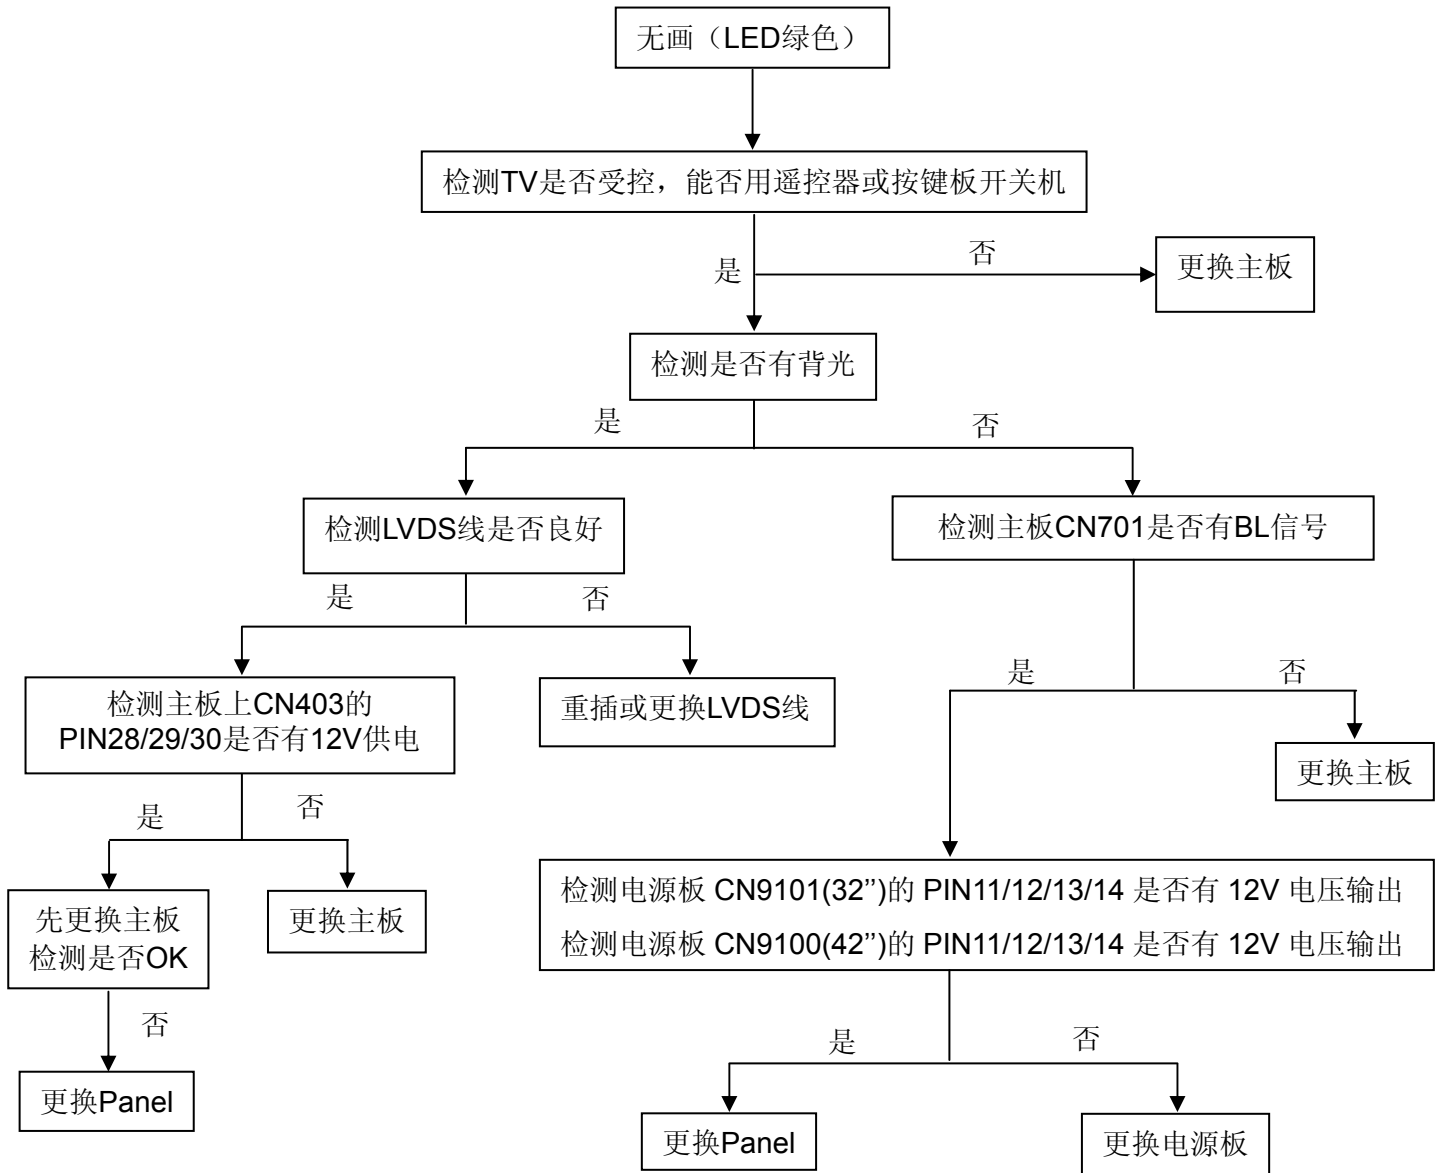 无画（LED绿色）
检测TV是否受控，能否用遥控器或按键板开关机
是
否
更换主板
检测是否有背光
是
否
检测LVDS线是否良好
检测主板CN701是否有BL信号
是
否
是
否
检测主板上CN403的
PIN28/29/30是否有12V供电
重插或更换LVDS线
更换主板
是
否
先更换主板
检测是否OK
更换主板
检测电源板 CN9101(32’’)的 PIN11/12/13/14 是否有 12V 电压输出
检测电源板 CN9100(42’’)的 PIN11/12/13/14 是否有 12V 电压输出
否
是
否
更换Panel
更换Panel
更换电源板